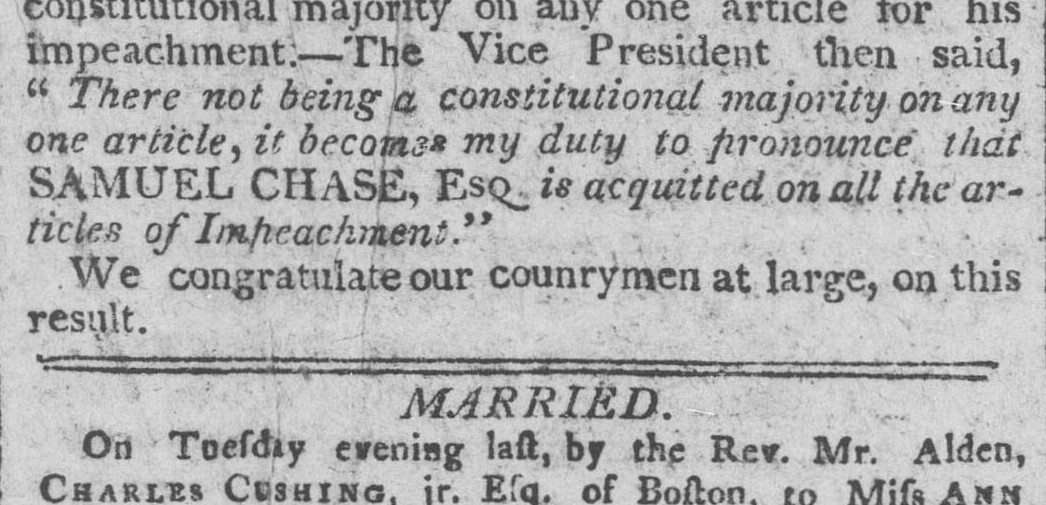 constitutional majority on any one article for his
impeachment.—The Vice President then said,
“ There not being a constitutional majority on any
one article, it becomes my duty to pronounce that
SAMUEL CHASE, Esq. is acquitted on all the ar-
ticles of Impeachment.”
We congratulate our counrymen at large, on this
result.
MARRIED.
On Tueſday evening laſt, by the Rev. Mr. Alden,
CHARLES CUSHING, jr. Eſq. of Boſton, to Miſs ANN